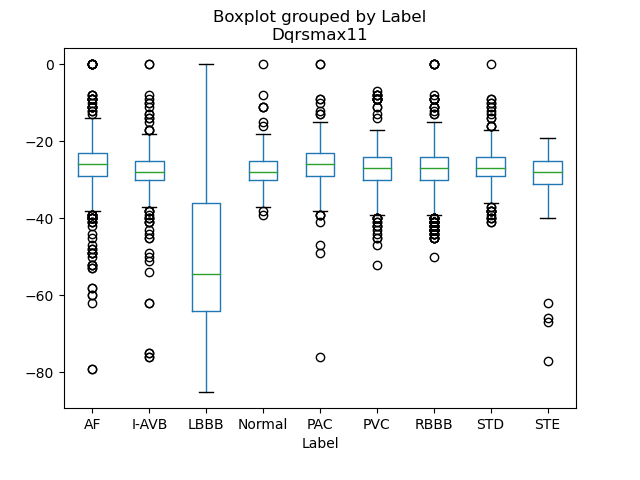 Boxplot grouped by Label
Dqrsmax11
0
−20
−40
−60
−80
AF I-AVB LBBB Normal PAC PVC RBBB STD STE
Label